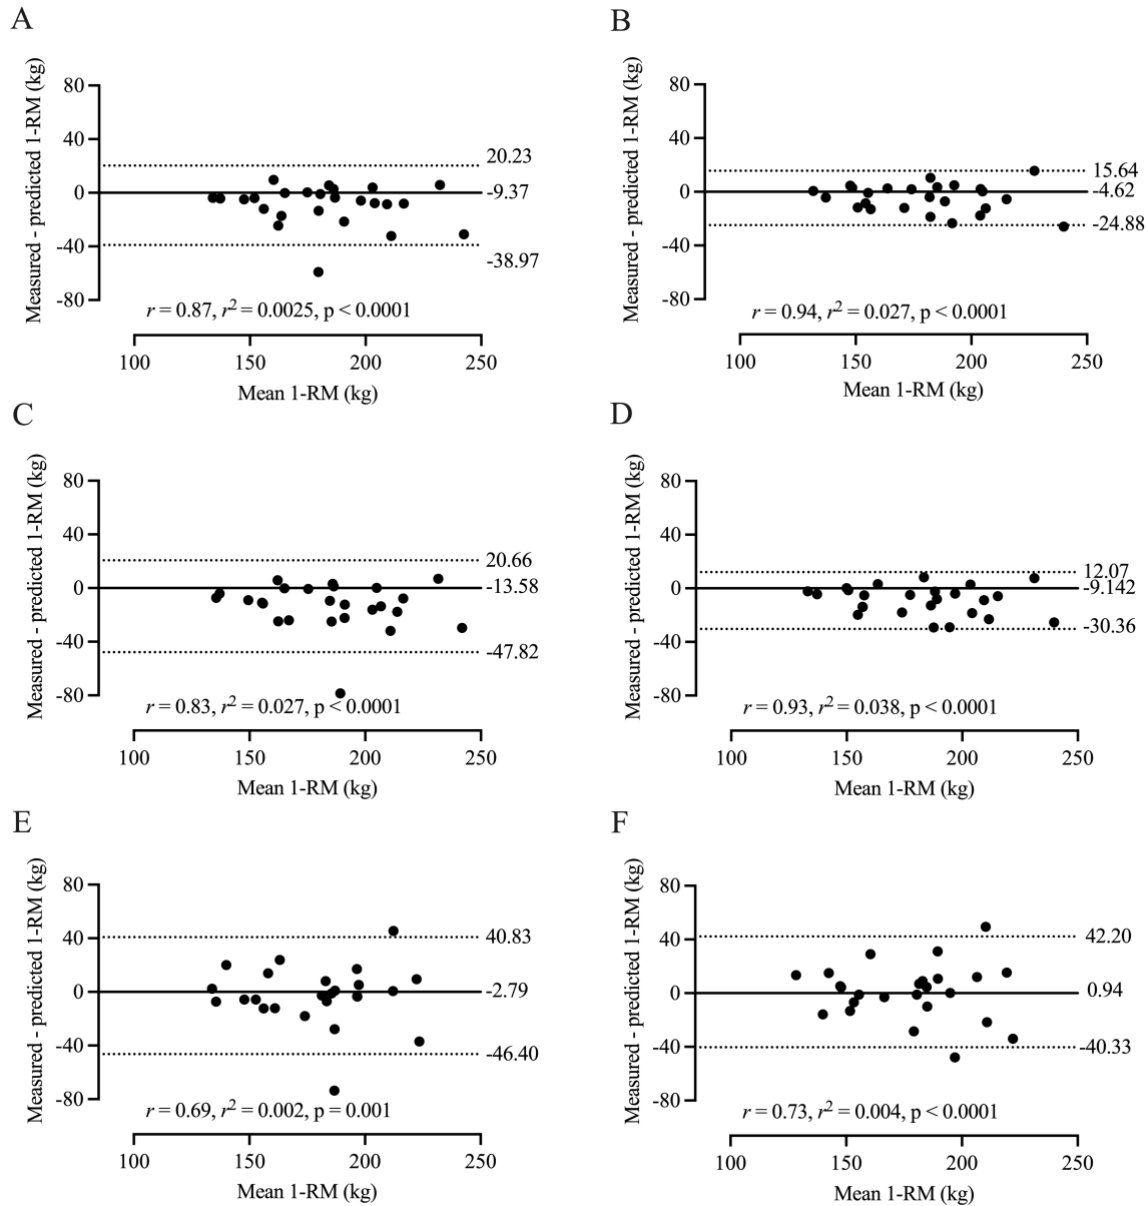 A
Measured - predicted 1-RM (kg)
80
40
0
-40
-80
20.23
-9.37
-38.97
r = 0.87, r² = 0.0025, p < 0.0001
100 150 200 250
Mean 1-RM (kg)
B
Measured - predicted 1-RM (kg)
80
40
0
-40
-80
15.64
-4.62
-24.88
r = 0.94, r² = 0.027, p < 0.0001
100 150 200 250
Mean 1-RM (kg)
C
Measured - predicted 1-RM (kg)
80
40
0
-40
-80
20.66
-13.58
-47.82
r = 0.83, r² = 0.027, p < 0.0001
100 150 200 250
Mean 1-RM (kg)
D
Measured - predicted 1-RM (kg)
80
40
0
-40
-80
12.07
-9.142
-30.36
r = 0.93, r² = 0.038, p < 0.0001
100 150 200 250
Mean 1-RM (kg)
E
Measured - predicted 1-RM (kg)
80
40
0
-40
-80
40.83
-2.79
-46.40
r = 0.69, r² = 0.002, p = 0.001
100 150 200 250
Mean 1-RM (kg)
F
Measured - predicted 1-RM (kg)
80
40
0
-40
-80
42.20
0.94
-40.33
r = 0.73, r² = 0.004, p < 0.0001
100 150 200 250
Mean 1-RM (kg)